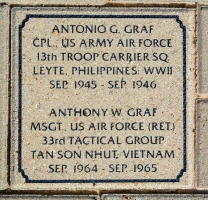 ANTONIO G. GRAF
CPL., US ARMY AIR FORCE
13th TROOP CARRIER SQ.
LEYTE, PHILIPPINES WWII
SEP. 1945 - SEP. 1946
ANTHONY W. GRAF
MSGT., US AIR FORCE (RET)
33rd TACTICAL GROUP
TAN SON NHUT, VIETNAM
SEP. 1964 - SEP. 1965